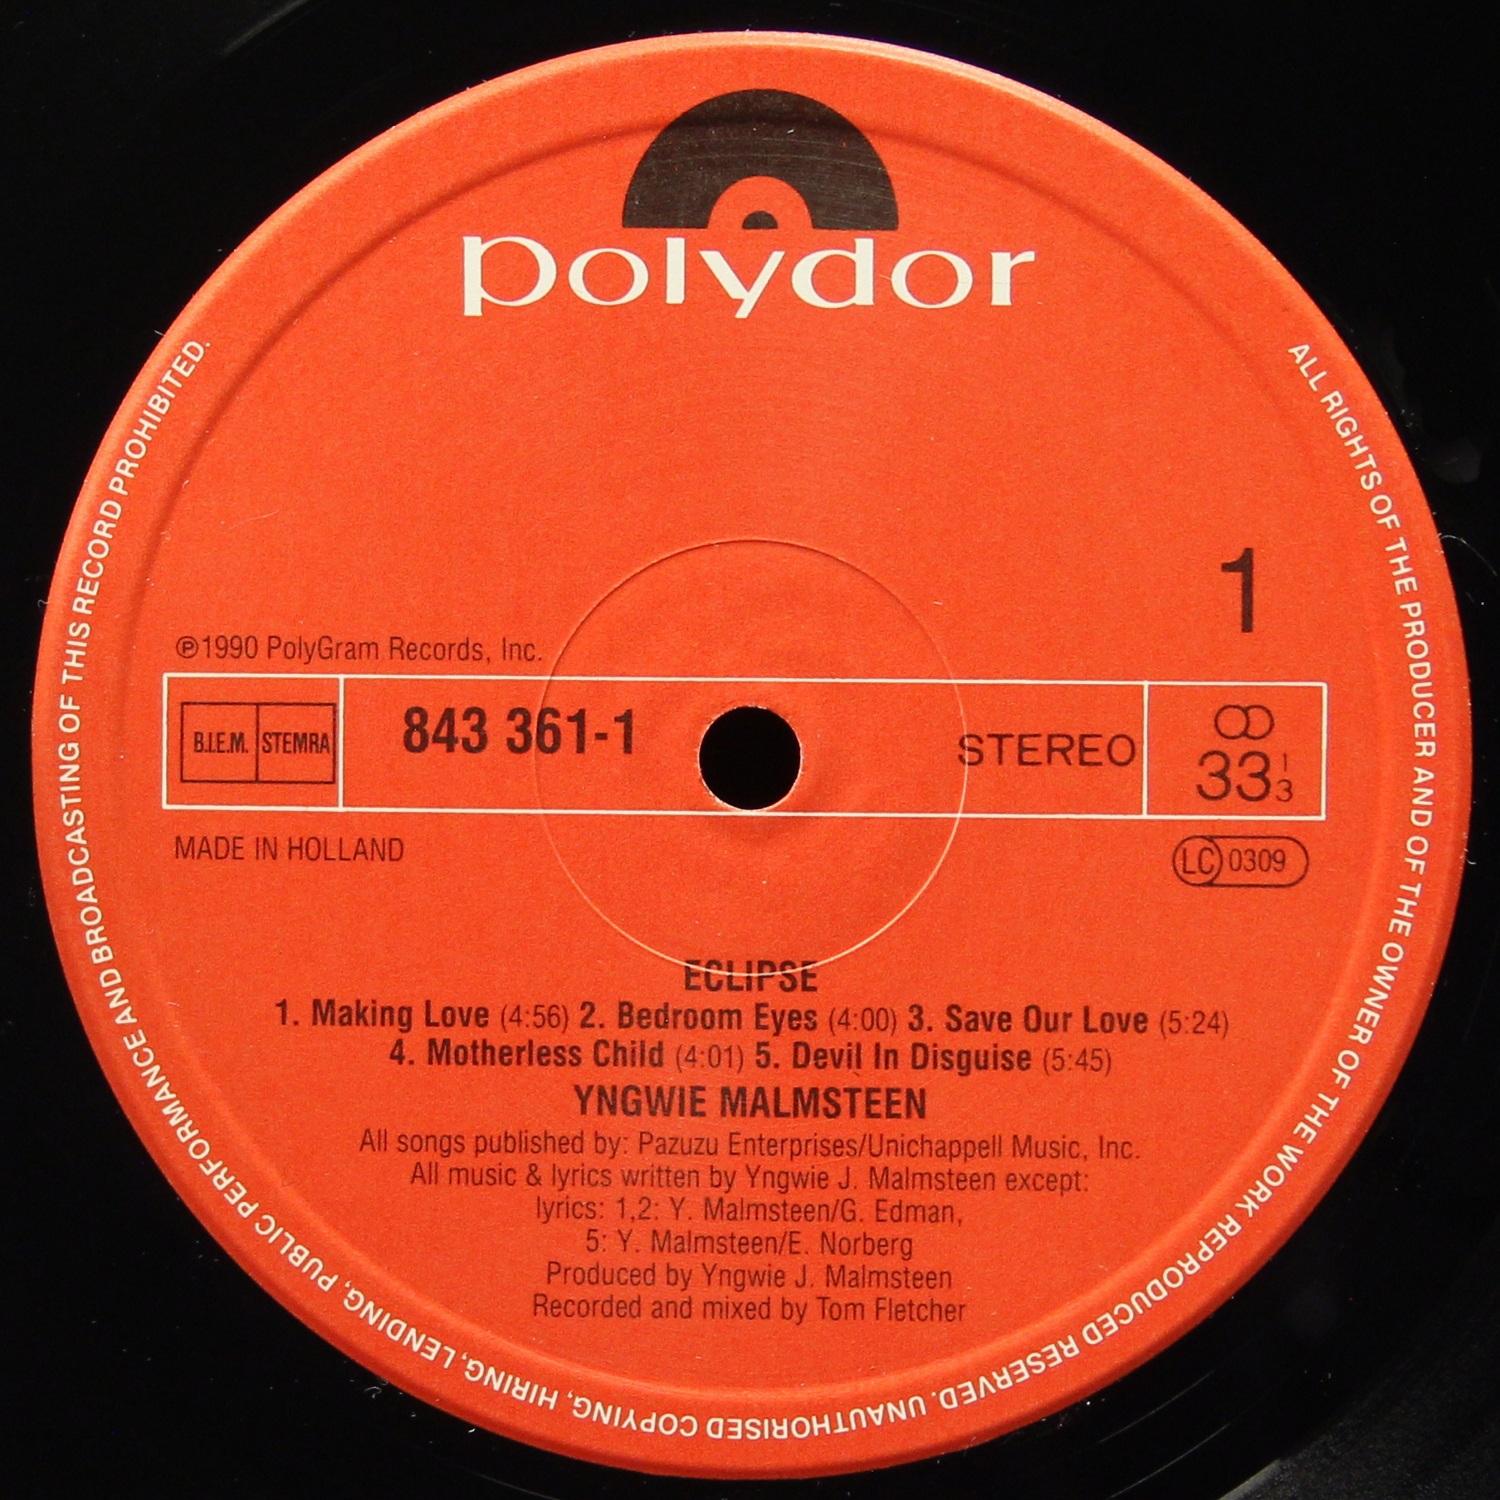 polydor
1
℗1990 PolyGram Records, Inc.
B.I.E.M. STEMRA
843 361-1
STEREO
33 1/3
MADE IN HOLLAND
LC 0309
ECLIPSE
1. Making Love (4:56) 2. Bedroom Eyes (4:00) 3. Save Our Love (5:24)
4. Motherless Child (4:01) 5. Devil In Disguise (5:45)
YNGWIE MALMSTEEN
All songs published by: Pazuzu Enterprises/Unichappell Music, Inc.
All music & lyrics written by Yngwie J. Malmsteen except:
lyrics: 1,2: Y. Malmsteen/G. Edman,
5: Y. Malmsteen/E. Norberg
Produced by Yngwie J. Malmsteen
Recorded and mixed by Tom Fletcher
ALL RIGHTS OF THE PRODUCER AND OF THE OWNER OF THE WORK REPRODUCED RESERVED. UNAUTHORISED COPYING, HIRING, LENDING, PUBLIC PERFORMANCE AND BROADCASTING OF THIS RECORD PROHIBITED.